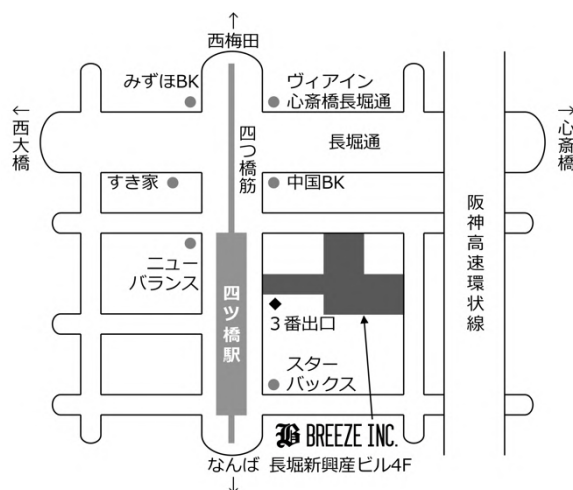 ↑
西梅田
みずほBK
ヴィアイン
心斎橋長堀通
←西大橋
四つ橋筋
長堀通
→心斎橋
すき家
中国BK
阪神高速環状線
ニュー
バランス
四ツ橋駅
3番出口
スター
バックス
B BREEZE INC.
なんば
長堀新興産ビル4F
↓